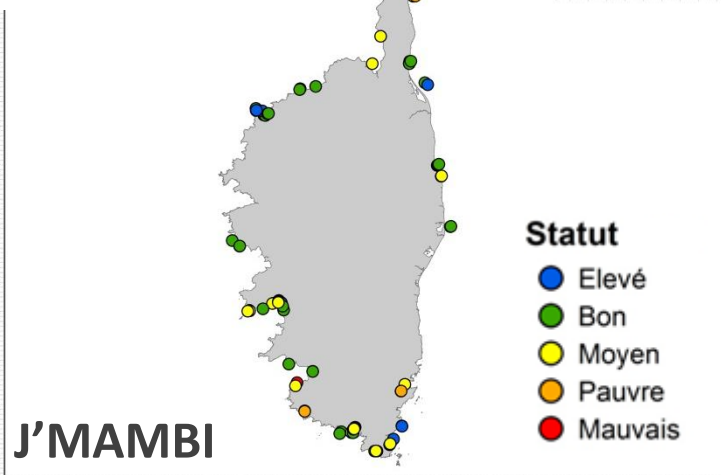 Statut
Elevé
Bon
Moyen
Pauvre
Mauvais
J’MAMBI